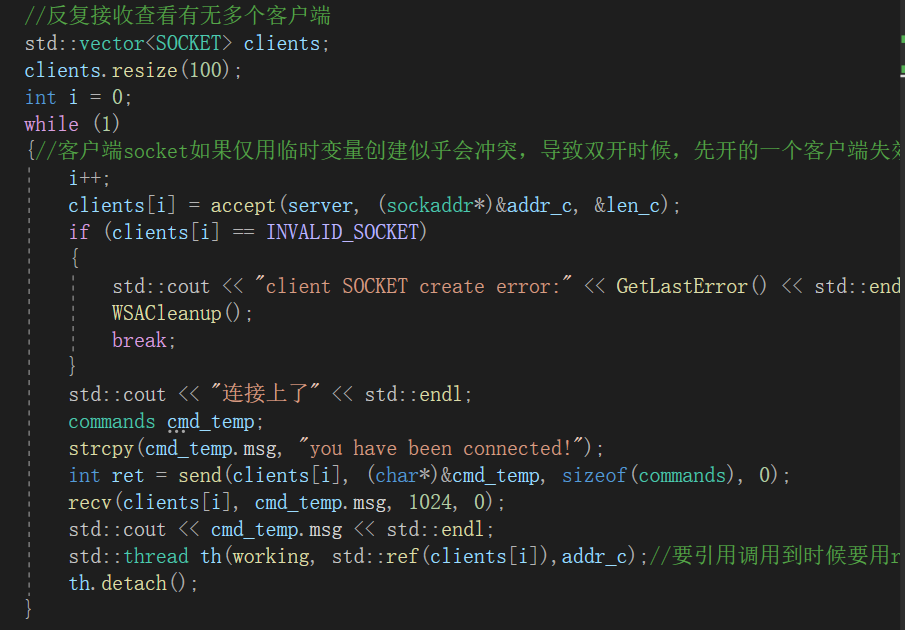 //反复接收查看有无多个客户端
std::vector<SOCKET> clients;
clients.resize(100);
int i = 0;
while (1)
{//客户端socket如果仅用临时变量创建似乎会冲突，导致双开时候，先开的一个客户端失效
i++;
clients[i] = accept(server, (sockaddr*)&addr_c, &len_c);
if (clients[i] == INVALID_SOCKET)
{
std::cout << "client SOCKET create error:" << GetLastError() << std::end
WSACleanup();
break;
}
std::cout << "连接上了" << std::endl;
commands cmd_temp;
strcpy(cmd_temp.msg, "you have been connected!");
int ret = send(clients[i], (char*)&cmd_temp, sizeof(commands), 0);
recv(clients[i], cmd_temp.msg, 1024, 0);
std::cout << cmd_temp.msg << std::endl;
std::thread th(working, std::ref(clients[i]),addr_c);//要引用调用到时候要用r
th.detach();
}